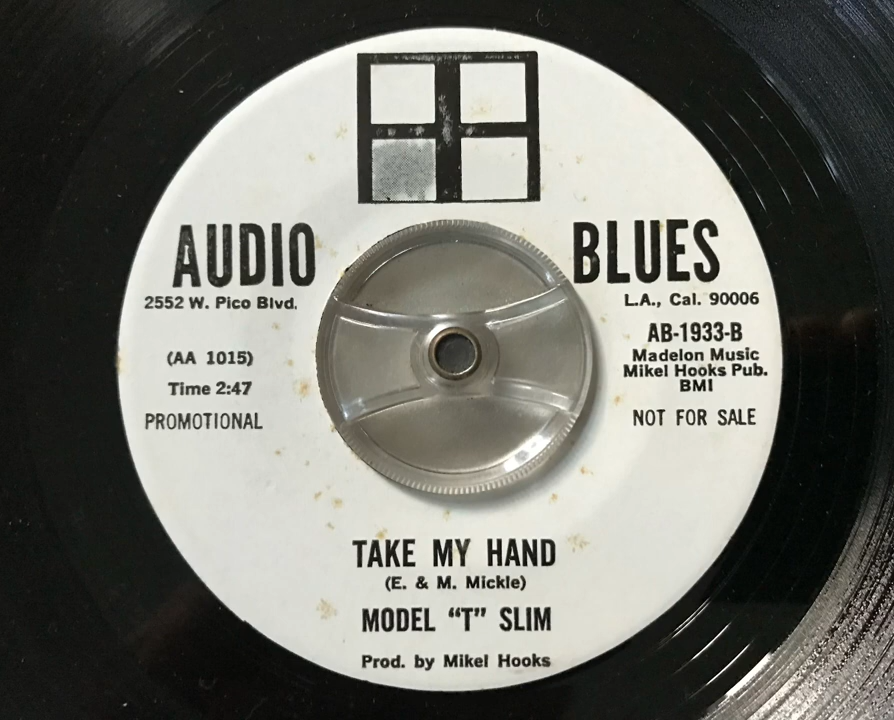 AUDIO BLUES
2552 W. Pico Blvd.
L.A., Cal. 90006
(AA 1015)
Time 2:47
PROMOTIONAL
AB-1933-B
Madelon Music
Mikel Hooks Pub.
BMI
NOT FOR SALE
TAKE MY HAND
(E. & M. Mickle)
MODEL “T” SLIM
Prod. by Mikel Hooks